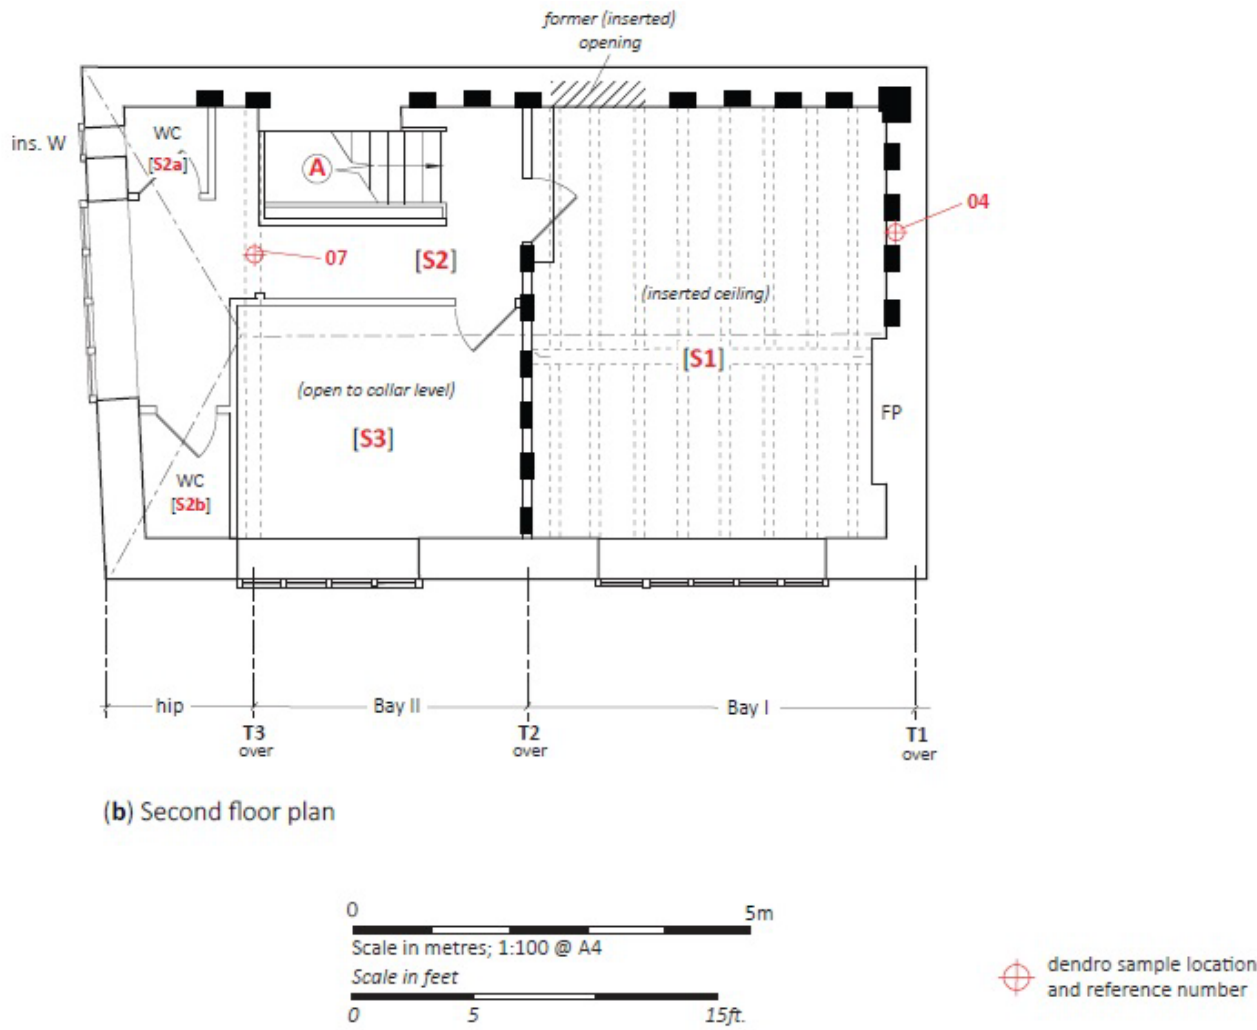 former (inserted)
opening
ins. W
WC
[S2a]
A
04
07
[S2]
(inserted ceiling)
[S1]
(open to collar level)
[S3]
FP
WC
[S2b]
hip
Bay II
Bay I
T3
over
T2
over
T1
over
(b) Second floor plan
0 5m
Scale in metres; 1:100 @ A4
Scale in feet
0 5 15ft.
dendro sample location
and reference number